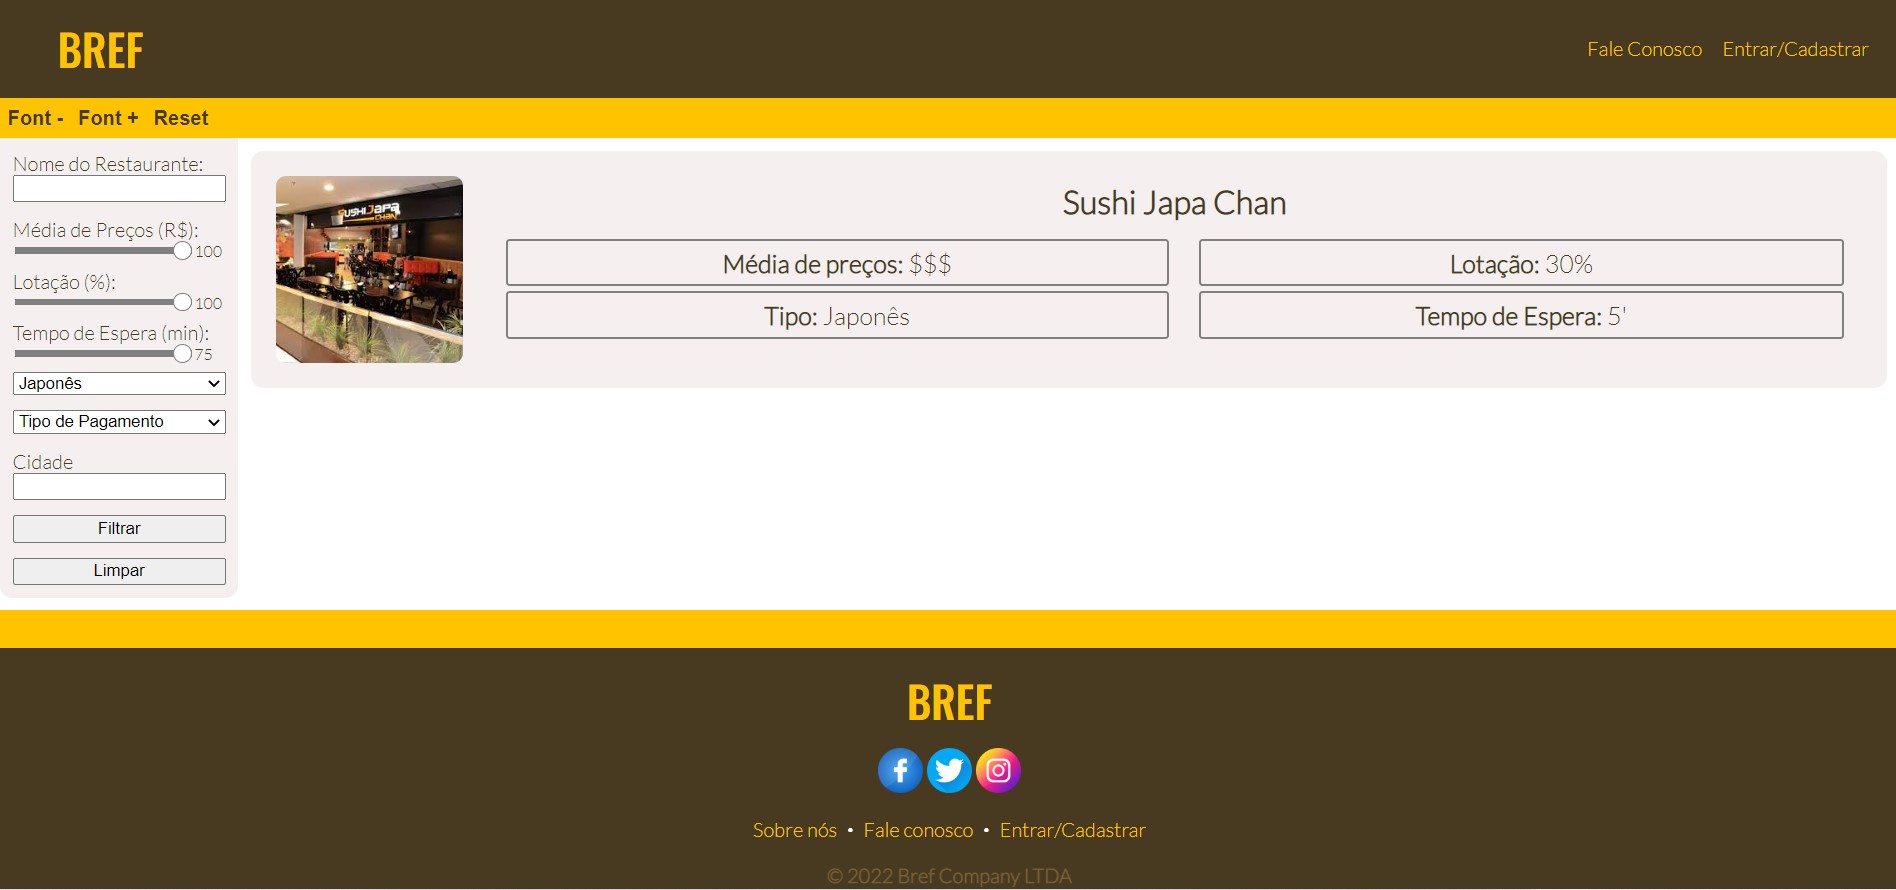 BREF
Fale Conosco Entrar/Cadastrar
Font - Font + Reset
Nome do Restaurante:
Média de Preços (R$):
100
Lotação (%):
100
Tempo de Espera (min):
75
Japonês
Tipo de Pagamento
Cidade
Filtrar
Limpar
SUSHI JAPA
CHAN
Sushi Japa Chan
Média de preços: $$$
Lotação: 30%
Tipo: Japonês
Tempo de Espera: 5'
BREF
Sobre nós • Fale conosco • Entrar/Cadastrar
© 2022 Bref Company LTDA